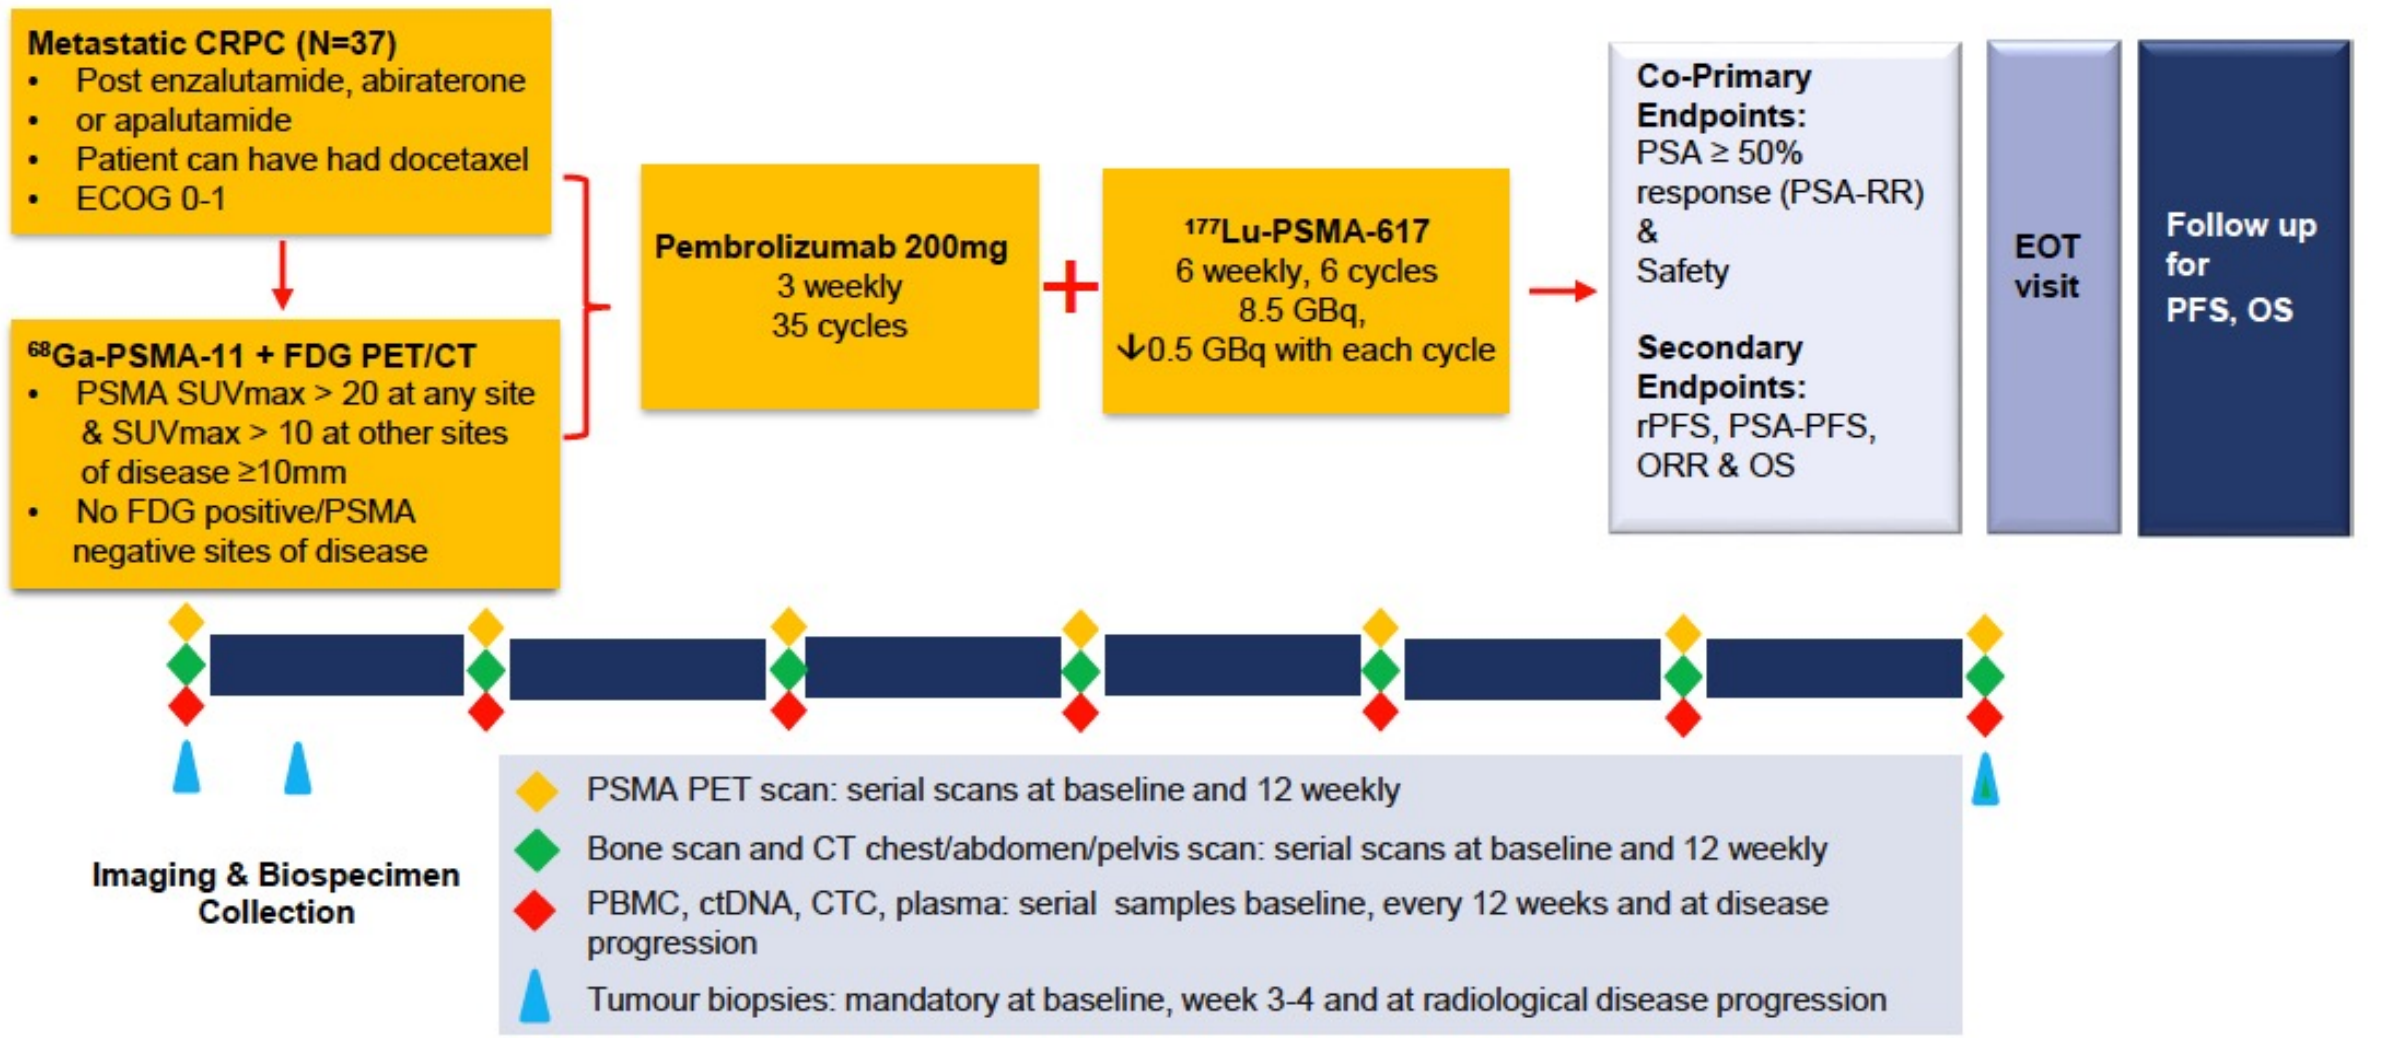 Metastatic CRPC (N=37)
• Post enzalutamide, abiraterone
• or apalutamide
• Patient can have had docetaxel
• ECOG 0-1
⁶⁸Ga-PSMA-11 + FDG PET/CT
• PSMA SUVmax > 20 at any site
& SUVmax > 10 at other sites
of disease ≥10mm
• No FDG positive/PSMA
negative sites of disease
Pembrolizumab 200mg
3 weekly
35 cycles
+
¹⁷⁷Lu-PSMA-617
6 weekly, 6 cycles
8.5 GBq,
↓0.5 GBq with each cycle
Co-Primary
Endpoints:
PSA ≥ 50%
response (PSA-RR)
&
Safety
Secondary
Endpoints:
rPFS, PSA-PFS,
ORR & OS
EOT
visit
Follow up
for
PFS, OS
Imaging & Biospecimen
Collection
PSMA PET scan: serial scans at baseline and 12 weekly
Bone scan and CT chest/abdomen/pelvis scan: serial scans at baseline and 12 weekly
PBMC, ctDNA, CTC, plasma: serial samples baseline, every 12 weeks and at disease
progression
Tumour biopsies: mandatory at baseline, week 3-4 and at radiological disease progression